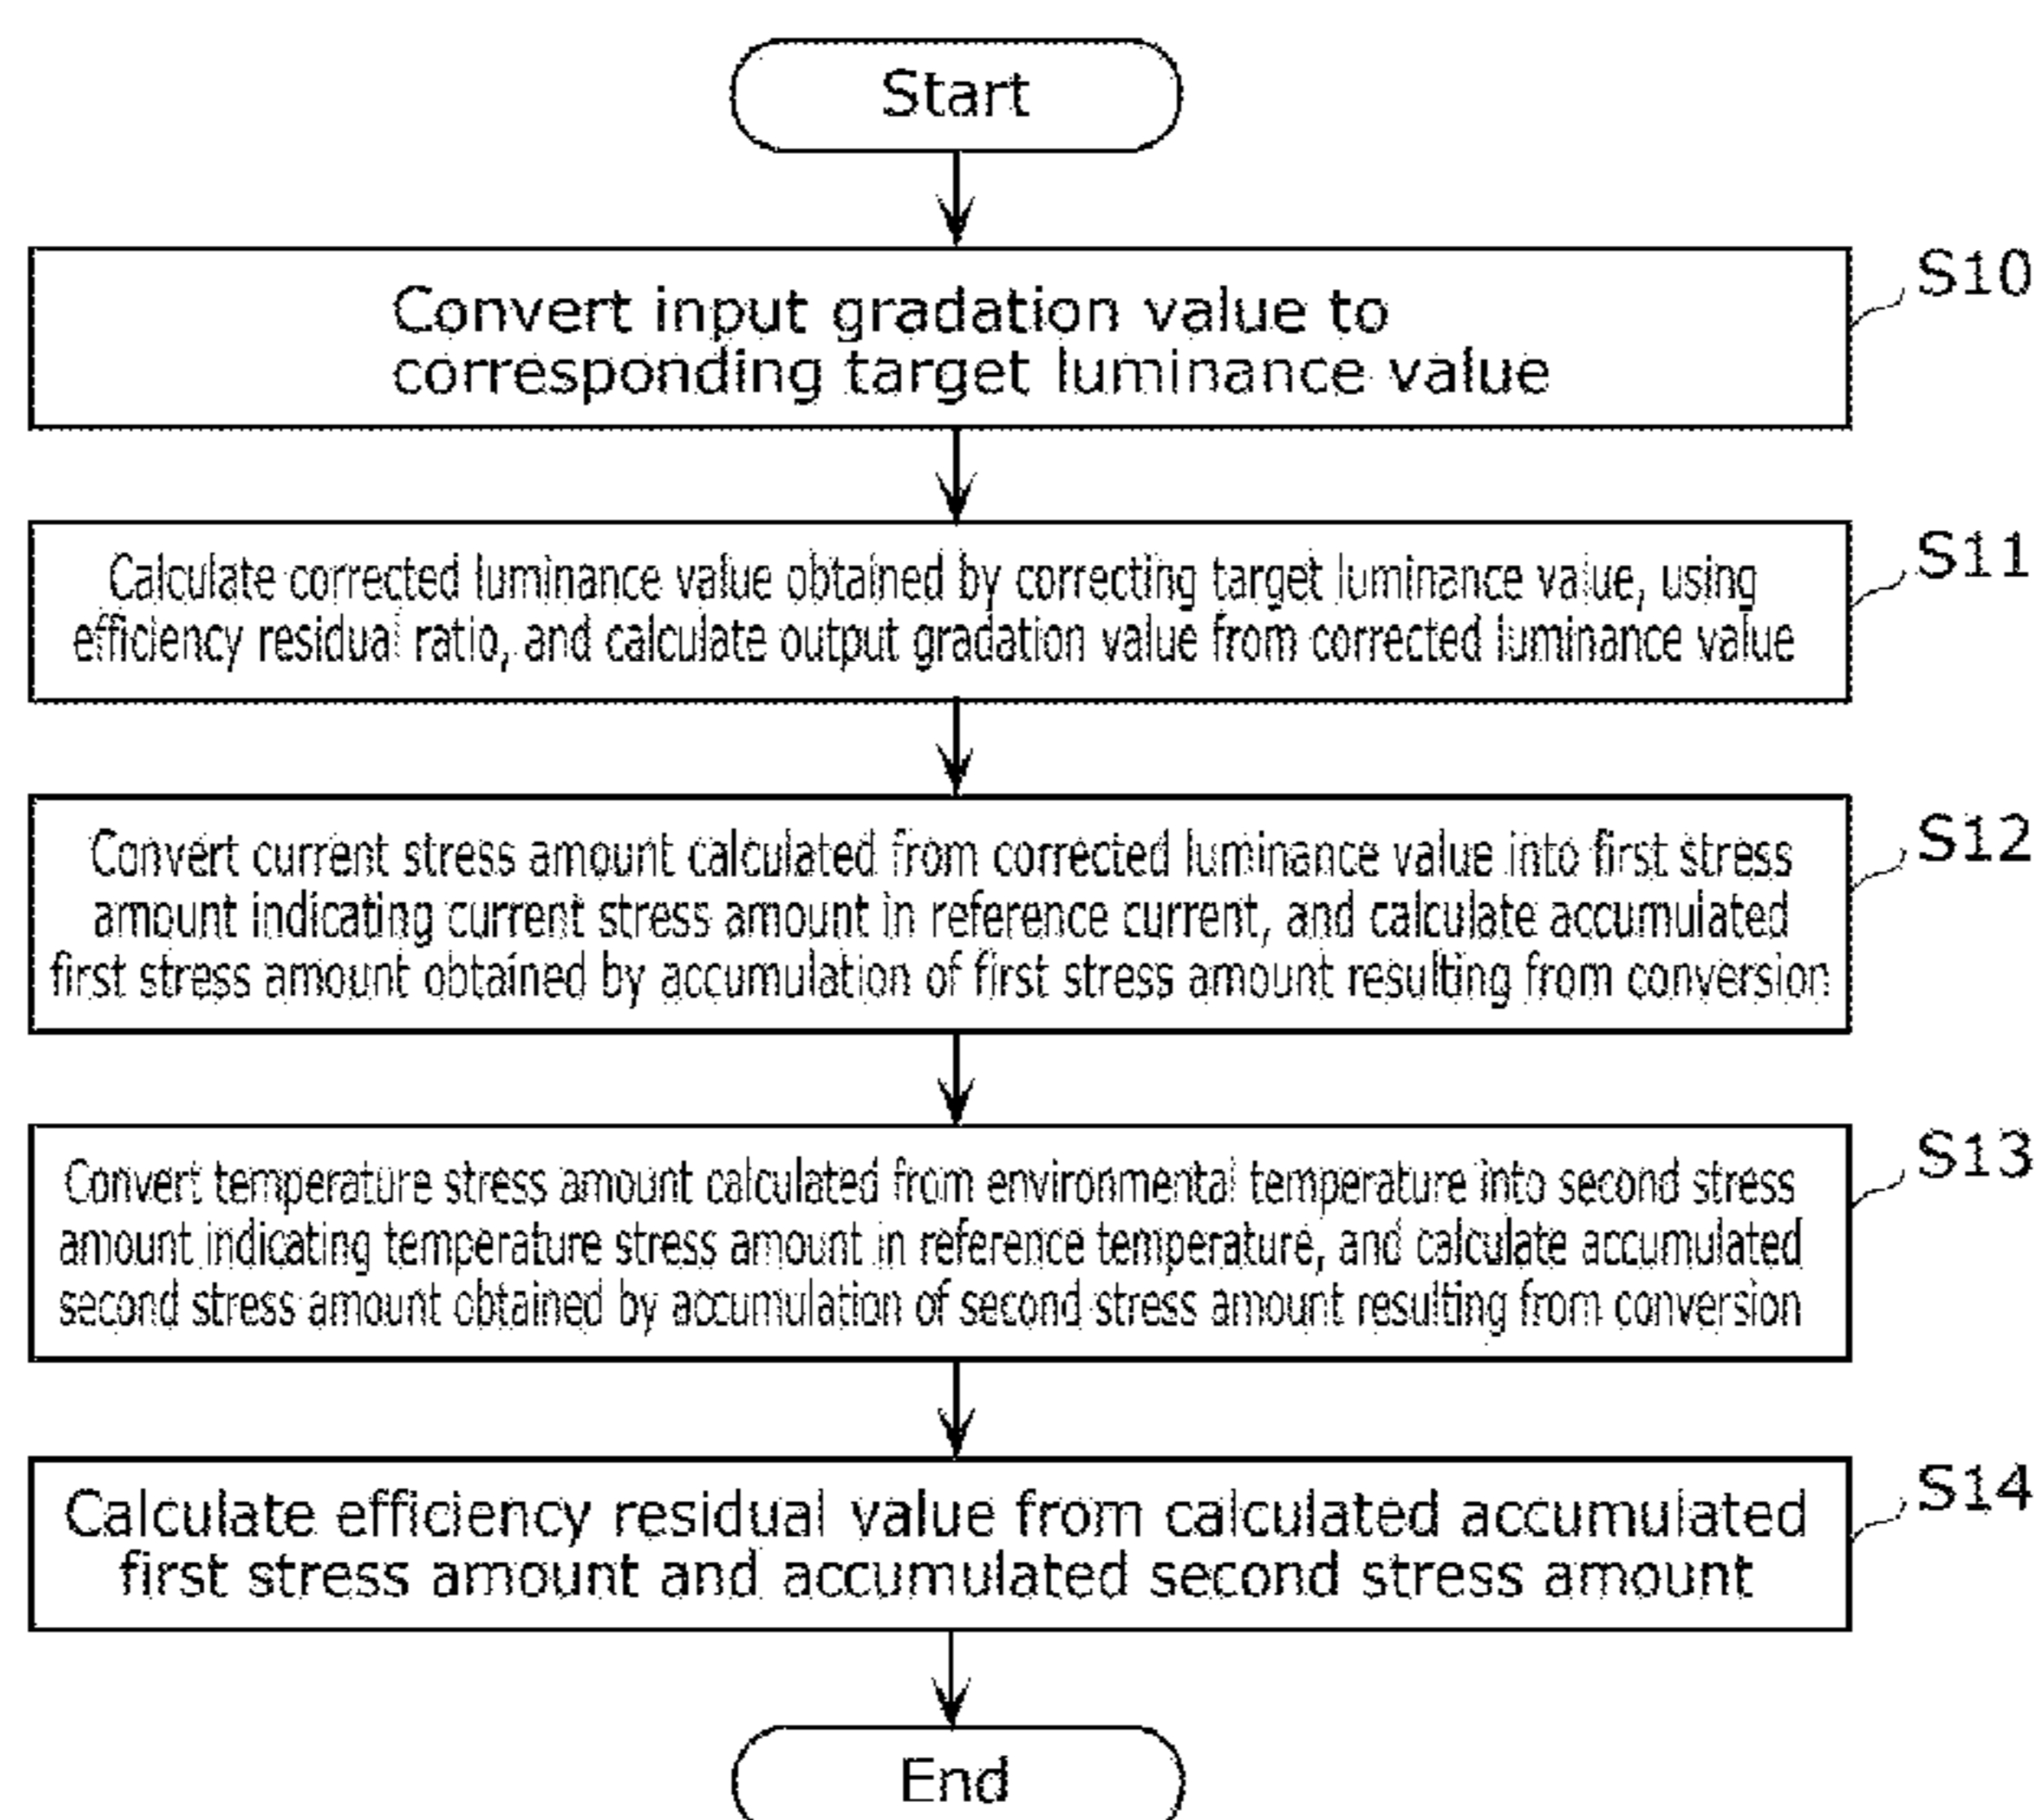 Start
Convert input gradation value to
corresponding target luminance value
S10
Calculate corrected luminance value obtained by correcting target luminance value, using
efficiency residual ratio, and calculate output gradation value from corrected luminance value
S11
Convert current stress amount calculated from corrected luminance value into first stress
amount indicating current stress amount in reference current, and calculate accumulated
first stress amount obtained by accumulation of first stress amount resulting from conversion
S12
Convert temperature stress amount calculated from environmental temperature into second stress
amount indicating temperature stress amount in reference temperature, and calculate accumulated
second stress amount obtained by accumulation of second stress amount resulting from conversion
S13
Calculate efficiency residual value from calculated accumulated
first stress amount and accumulated second stress amount
S14
End